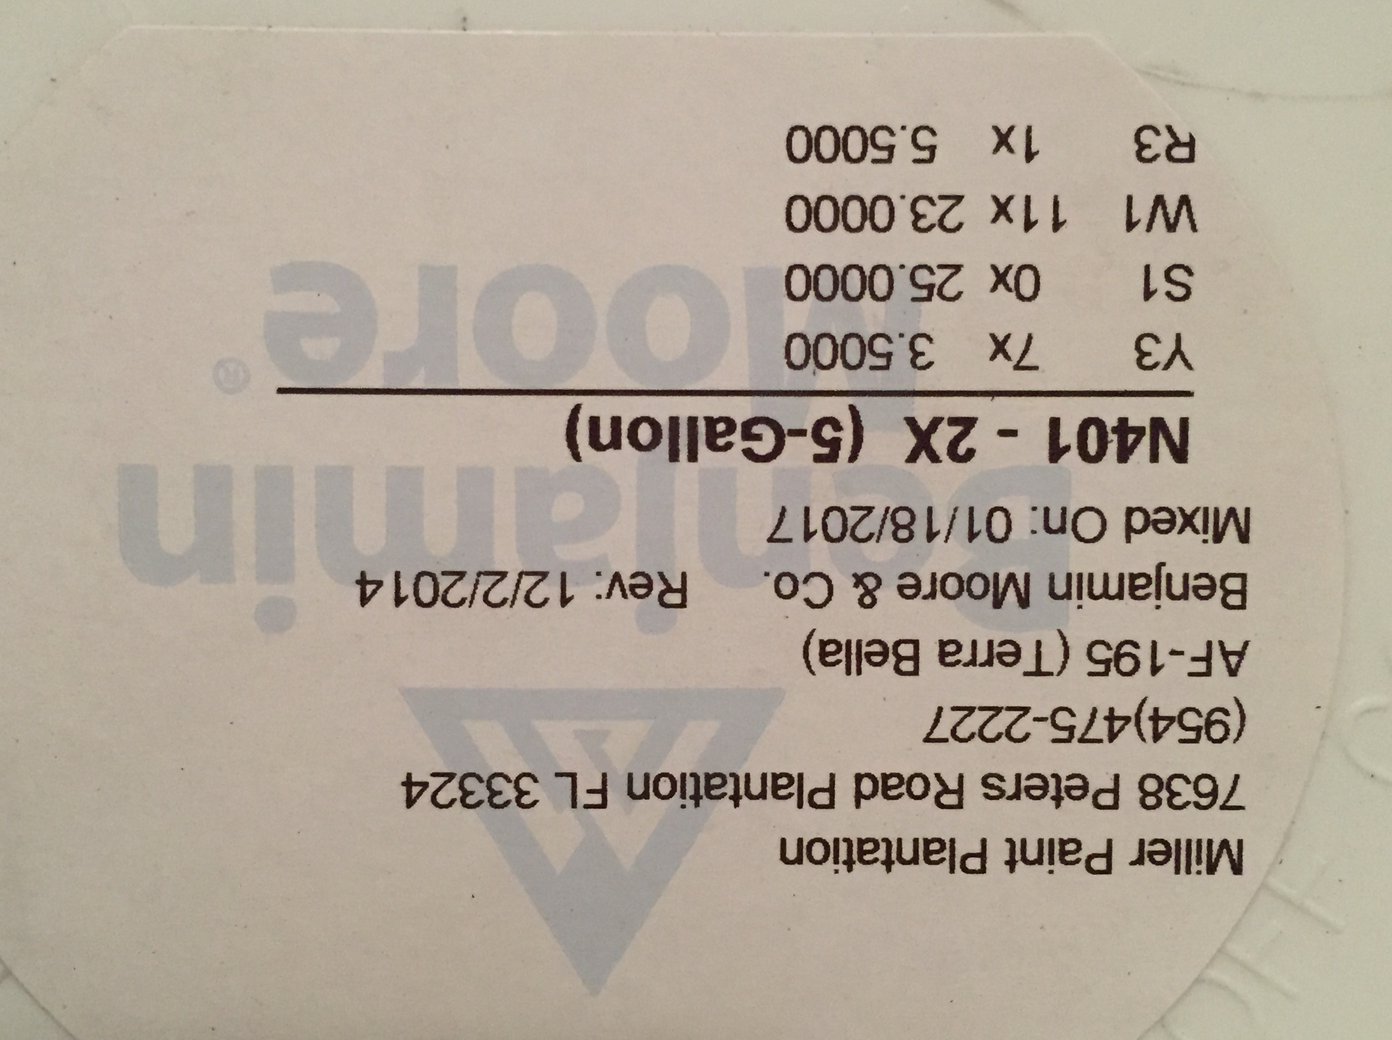 Miller Paint Plantation
7638 Peters Road Plantation FL 33324
(954)475-2227
AF-195 (Terra Bella)
Benjamin Moore & Co. Rev: 12/2/2014
Mixed On: 01/18/2017
N401 - 2X (5-Gallon)
Y3 7x 3.5000
S1 0x 25.0000
W1 11x 23.0000
R3 1x 5.5000
Benjamin
Moore®